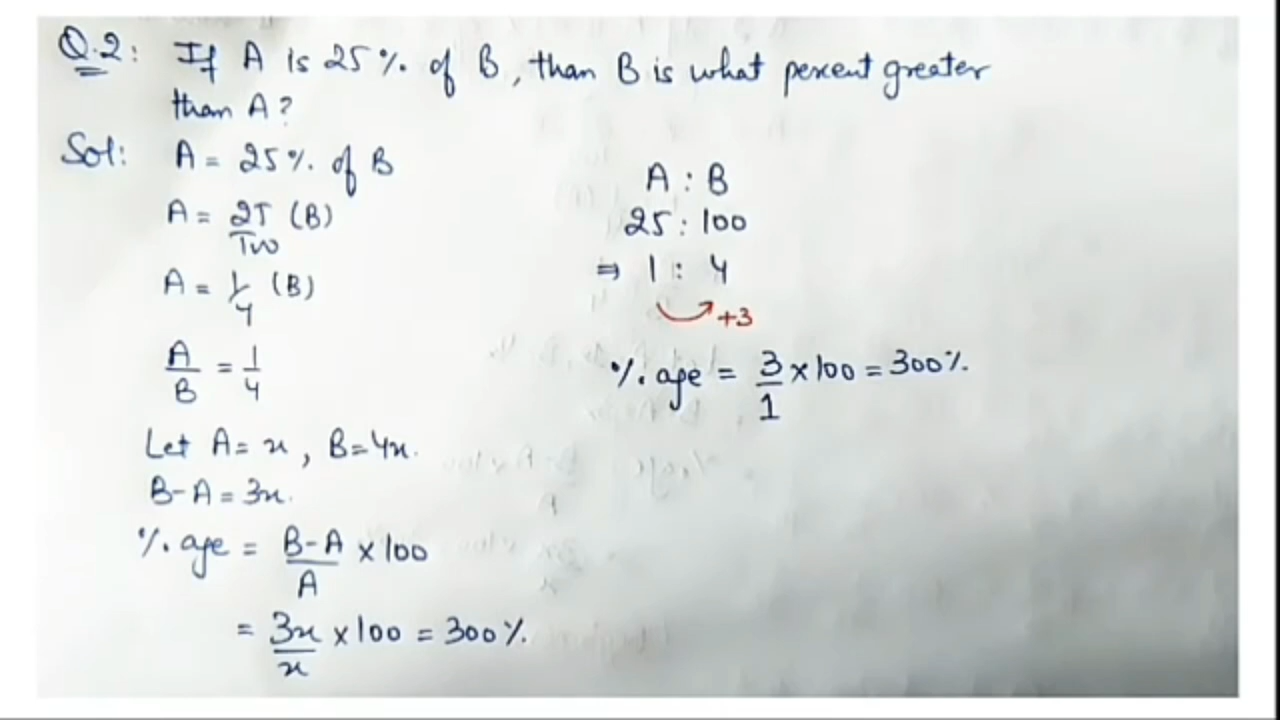 Q.2: If A is 25% of B, than B is what percent greater
than A?
Sol: A = 25% of B
A = 25/100 (B)
A = 1/4 (B)
A/B = 1/4
Let A = x, B = 4x.
B-A = 3x.
%age = B-A/A × 100
= 3x/x × 100 = 300%.
A : B
25 : 100
⇒ 1 : 4
+3
%age = 3/1 × 100 = 300%.